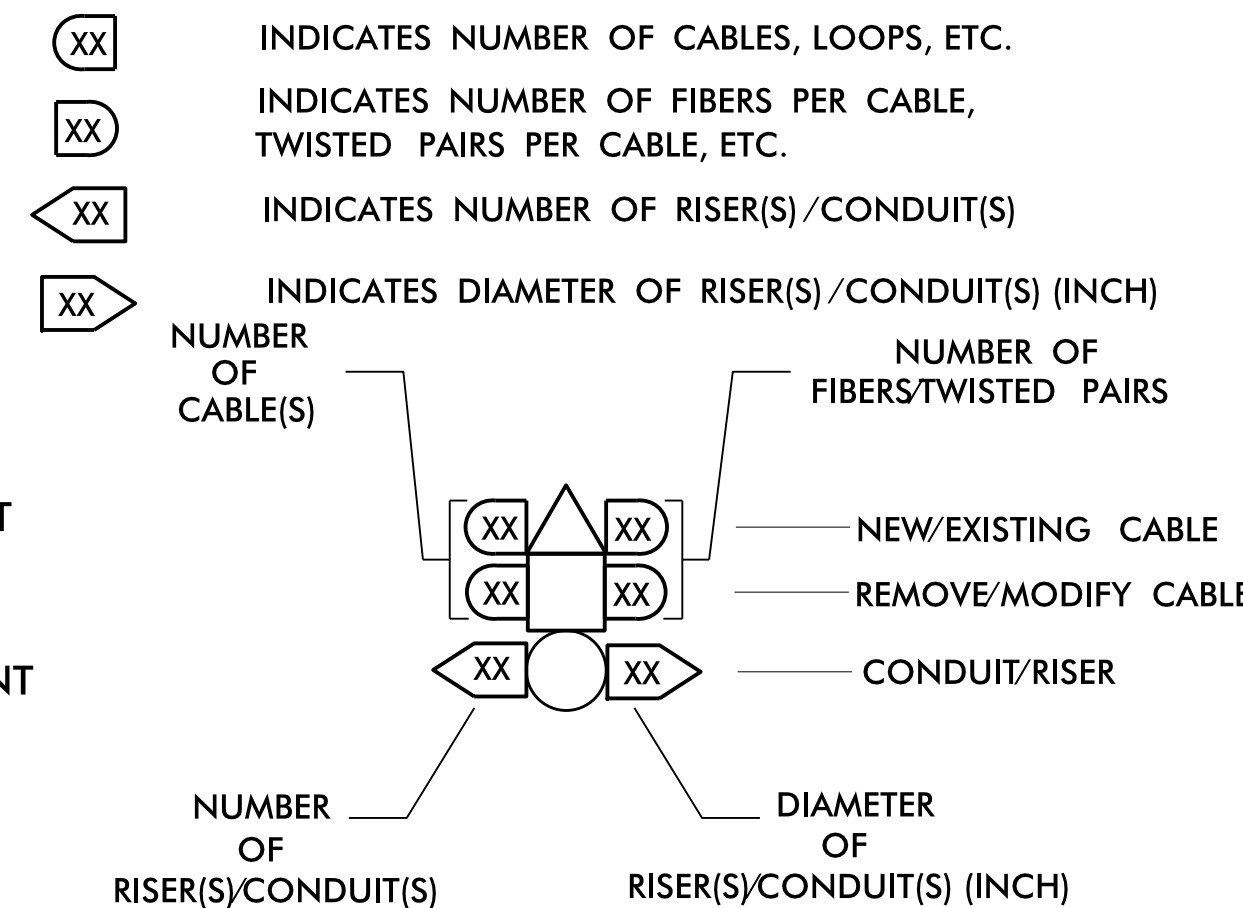 XX INDICATES NUMBER OF CABLES, LOOPS, ETC.
XX INDICATES NUMBER OF FIBERS PER CABLE,
TWISTED PAIRS PER CABLE, ETC.
XX INDICATES NUMBER OF RISER(S)/CONDUIT(S)
XX INDICATES DIAMETER OF RISER(S)/CONDUIT(S) (INCH)
NUMBER
OF
CABLE(S)
NUMBER OF
FIBERS/TWISTED PAIRS
T
XX XX NEW/EXISTING CABLE
XX XX REMOVE/MODIFY CABLE
NT
XX XX CONDUIT/RISER
NUMBER
OF
RISER(S)/CONDUIT(S)
DIAMETER
OF
RISER(S)/CONDUIT(S) (INCH)